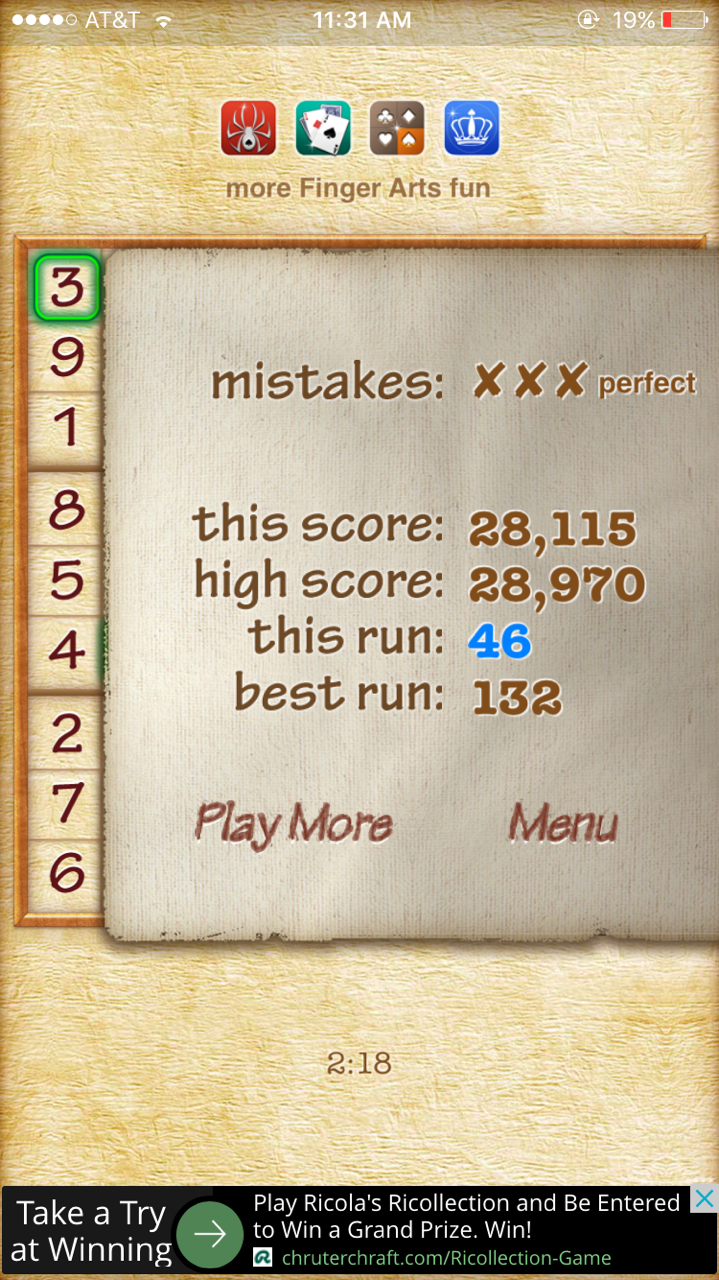 AT&T 11:31 AM 19%
more Finger Arts fun
3
9
1
8
5
4
2
7
6
mistakes: ✘✘✘ perfect
this score: 28,115
high score: 28,970
this run: 46
best run: 132
Play More Menu
2:18
Take a Try
at Winning
Play Ricola's Ricollection and Be Entered
to Win a Grand Prize. Win!
chruterchraft.com/Ricollection-Game